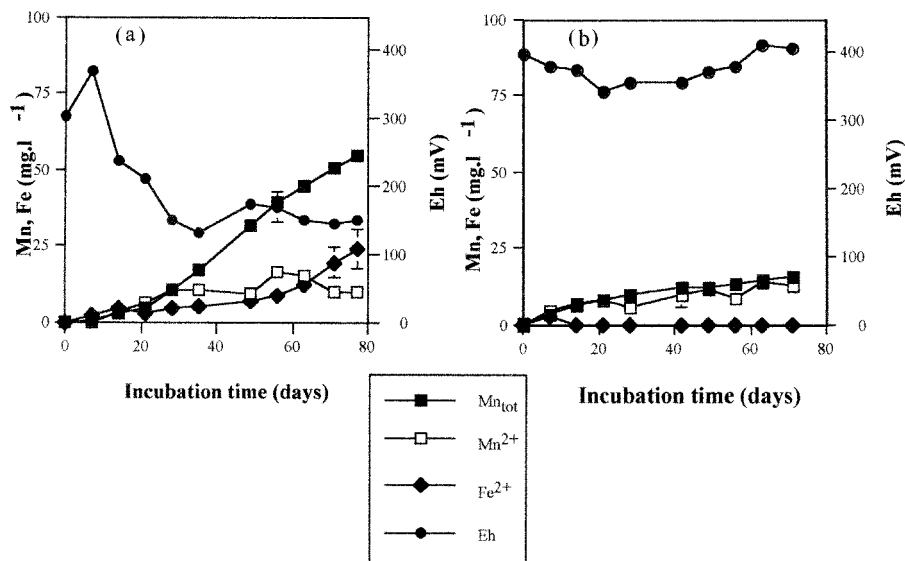 (a)
100
75
50
25
0
Mn, Fe (mg.l -1)
400
300
200
100
0
Eh (mV)
0 20 40 60 80
Incubation time (days)
(b)
100
75
50
25
0
Mn, Fe (mg.l -1)
400
300
200
100
0
Eh (mV)
0 20 40 60 80
Incubation time (days)
Mntot
Mn2+
Fe2+
Eh